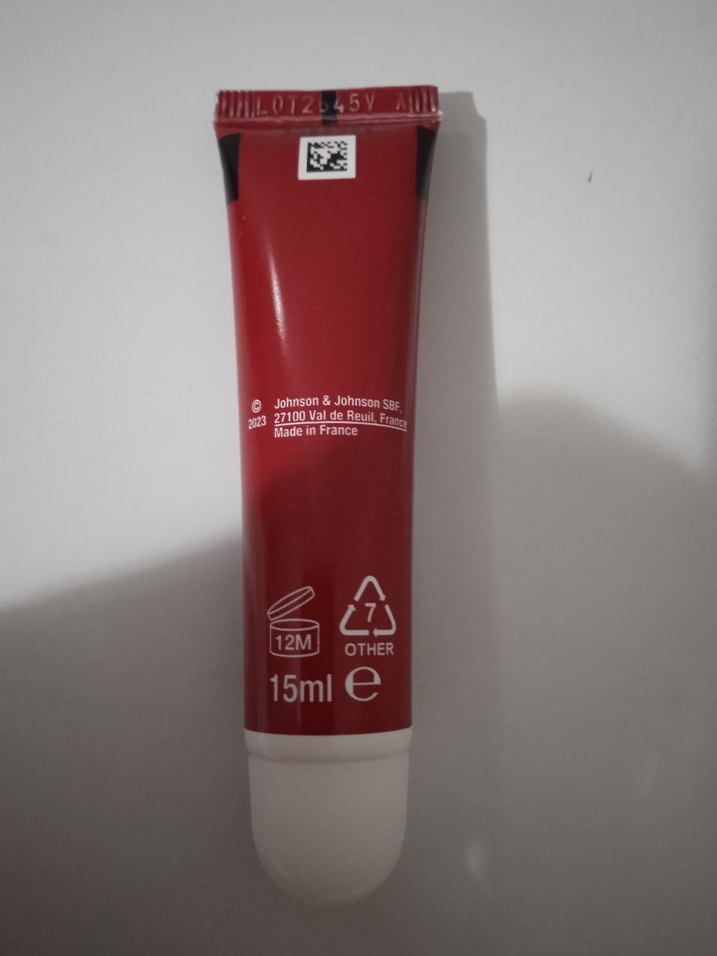 ©
2023
Johnson & Johnson SBF,
27100 Val de Reuil, France
Made in France
12M
7
OTHER
15ml e